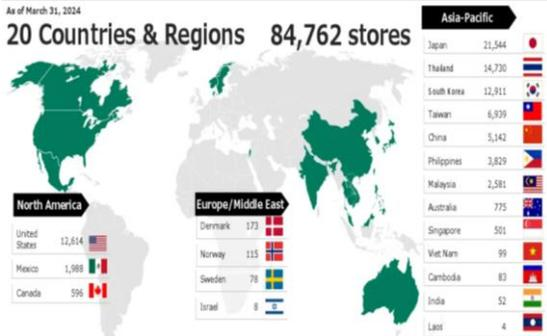 As of March 31, 2024
20 Countries & Regions 84,762 stores
Asia-Pacific
Japan 21,544
Thailand 14,730
South Korea 12,911
Taiwan 6,939
China 5,142
Philippines 3,829
Malaysia 2,581
Australia 775
Singapore 501
Viet Nam 99
Cambodia 83
India 52
Laos 4
North America
United States 12,614
Mexico 1,988
Canada 596
Europe/Middle East
Denmark 173
Norway 115
Sweden 78
Israel 8